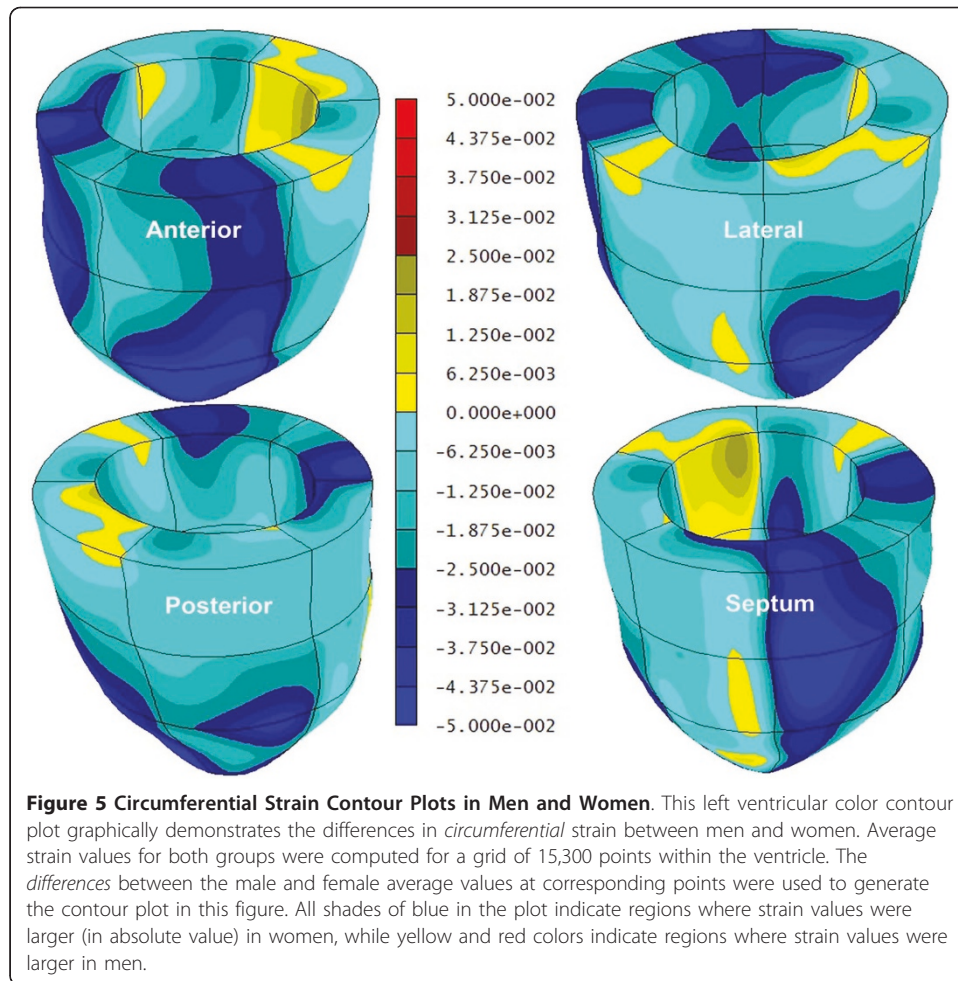 Anterior
Lateral
Posterior
Septum
5.000e-002
4.375e-002
3.750e-002
3.125e-002
2.500e-002
1.875e-002
1.250e-002
6.250e-003
0.000e+000
-6.250e-003
-1.250e-002
-1.875e-002
-2.500e-002
-3.125e-002
-3.750e-002
-4.375e-002
-5.000e-002
Figure 5 Circumferential Strain Contour Plots in Men and Women. This left ventricular color contour
plot graphically demonstrates the differences in circumferential strain between men and women. Average
strain values for both groups were computed for a grid of 15,300 points within the ventricle. The
differences between the male and female average values at corresponding points were used to generate
the contour plot in this figure. All shades of blue in the plot indicate regions where strain values were
larger (in absolute value) in women, while yellow and red colors indicate regions where strain values were
larger in men.